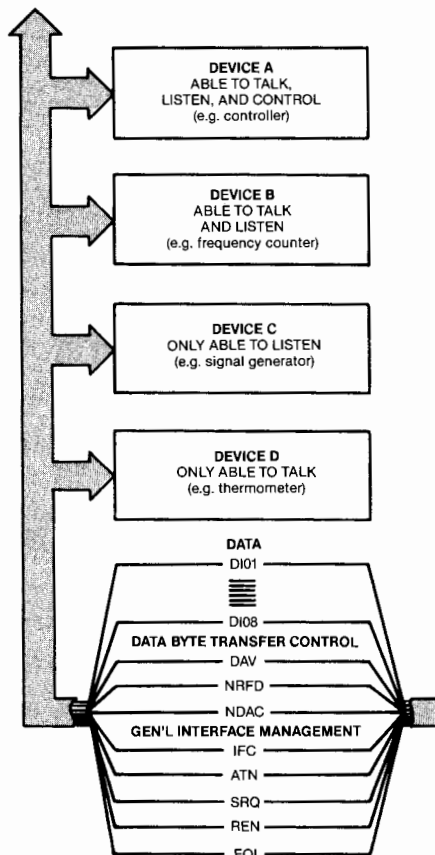 DEVICE A
ABLE TO TALK,
LISTEN, AND CONTROL
(e.g. controller)
DEVICE B
ABLE TO TALK
AND LISTEN
(e.g. frequency counter)
DEVICE C
ONLY ABLE TO LISTEN
(e.g. signal generator)
DEVICE D
ONLY ABLE TO TALK
(e.g. thermometer)
DATA
DI01
DI08
DATA BYTE TRANSFER CONTROL
DAV
NRFD
NDAC
GEN'L INTERFACE MANAGEMENT
IFC
ATN
SRQ
REN
EOI